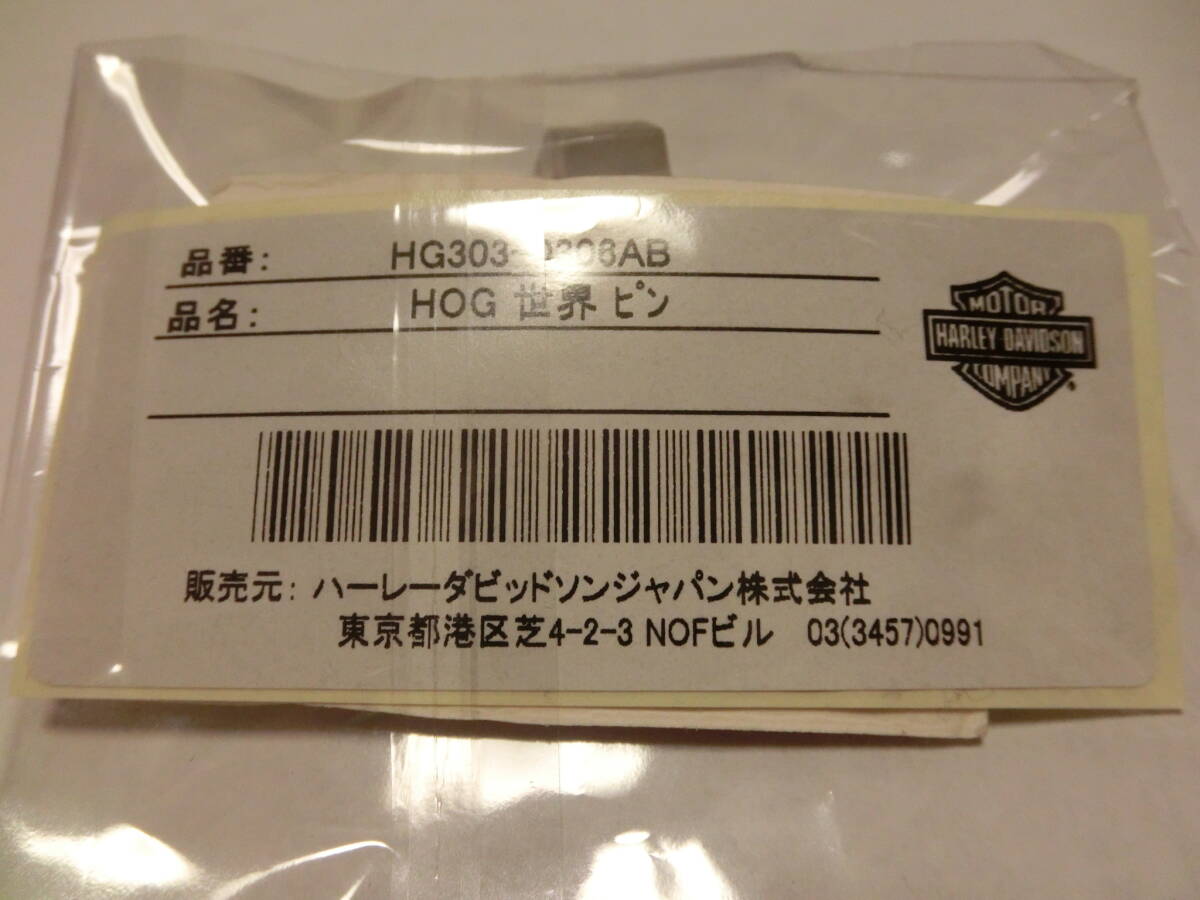 品番: HG303-0306AB
品名: HOG 世界 ピン
MOTOR
HARLEY-DAVIDSON
COMPANY
販売元: ハーレーダビッドソンジャパン株式会社
東京都港区芝4-2-3 NOFビル 03(3457)0991